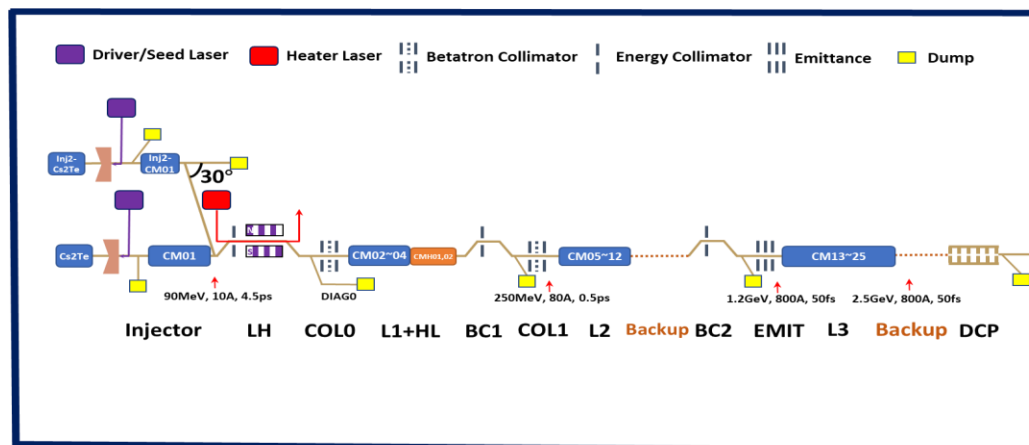 Driver/Seed Laser Heater Laser Betatron Collimator Energy Collimator Emittance Dump
Inj2-
Cs2Te
Inj2-
CM01
30°
N
S
Cs2Te
CM01
CM02~04
CMH01,02
CM05~12
CM13~25
DIAG0
90MeV, 10A, 4.5ps
250MeV, 80A, 0.5ps
1.2GeV, 800A, 50fs
2.5GeV, 800A, 50fs
Injector LH COL0 L1+HL BC1 COL1 L2 Backup BC2 EMIT L3 Backup DCP